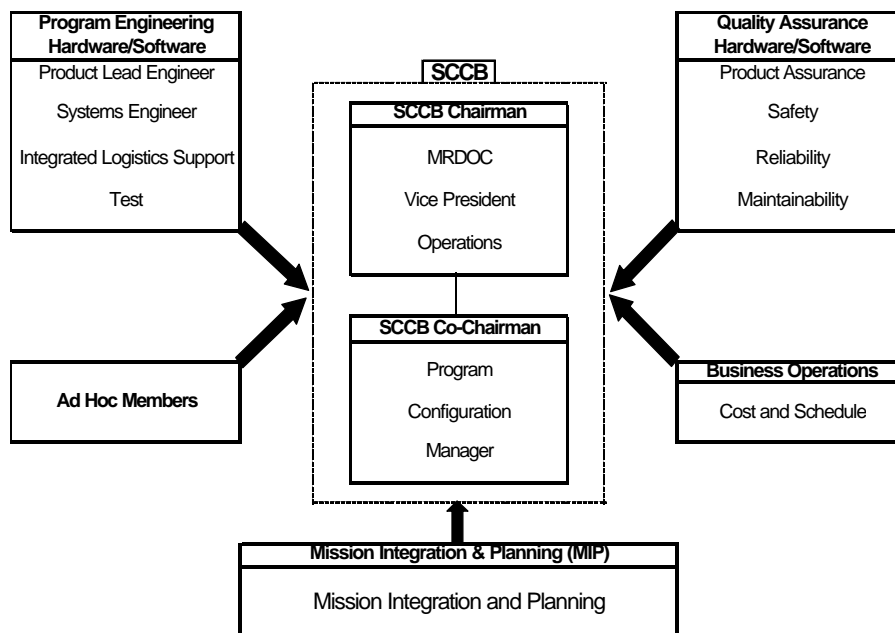 Program Engineering
Hardware/Software
Product Lead Engineer
Systems Engineer
Integrated Logistics Support
Test
SCCB
SCCB Chairman
MRDOC
Vice President
Operations
SCCB Co-Chairman
Program
Configuration
Manager
Quality Assurance
Hardware/Software
Product Assurance
Safety
Reliability
Maintainability
Ad Hoc Members
Business Operations
Cost and Schedule
Mission Integration & Planning (MIP)
Mission Integration and Planning